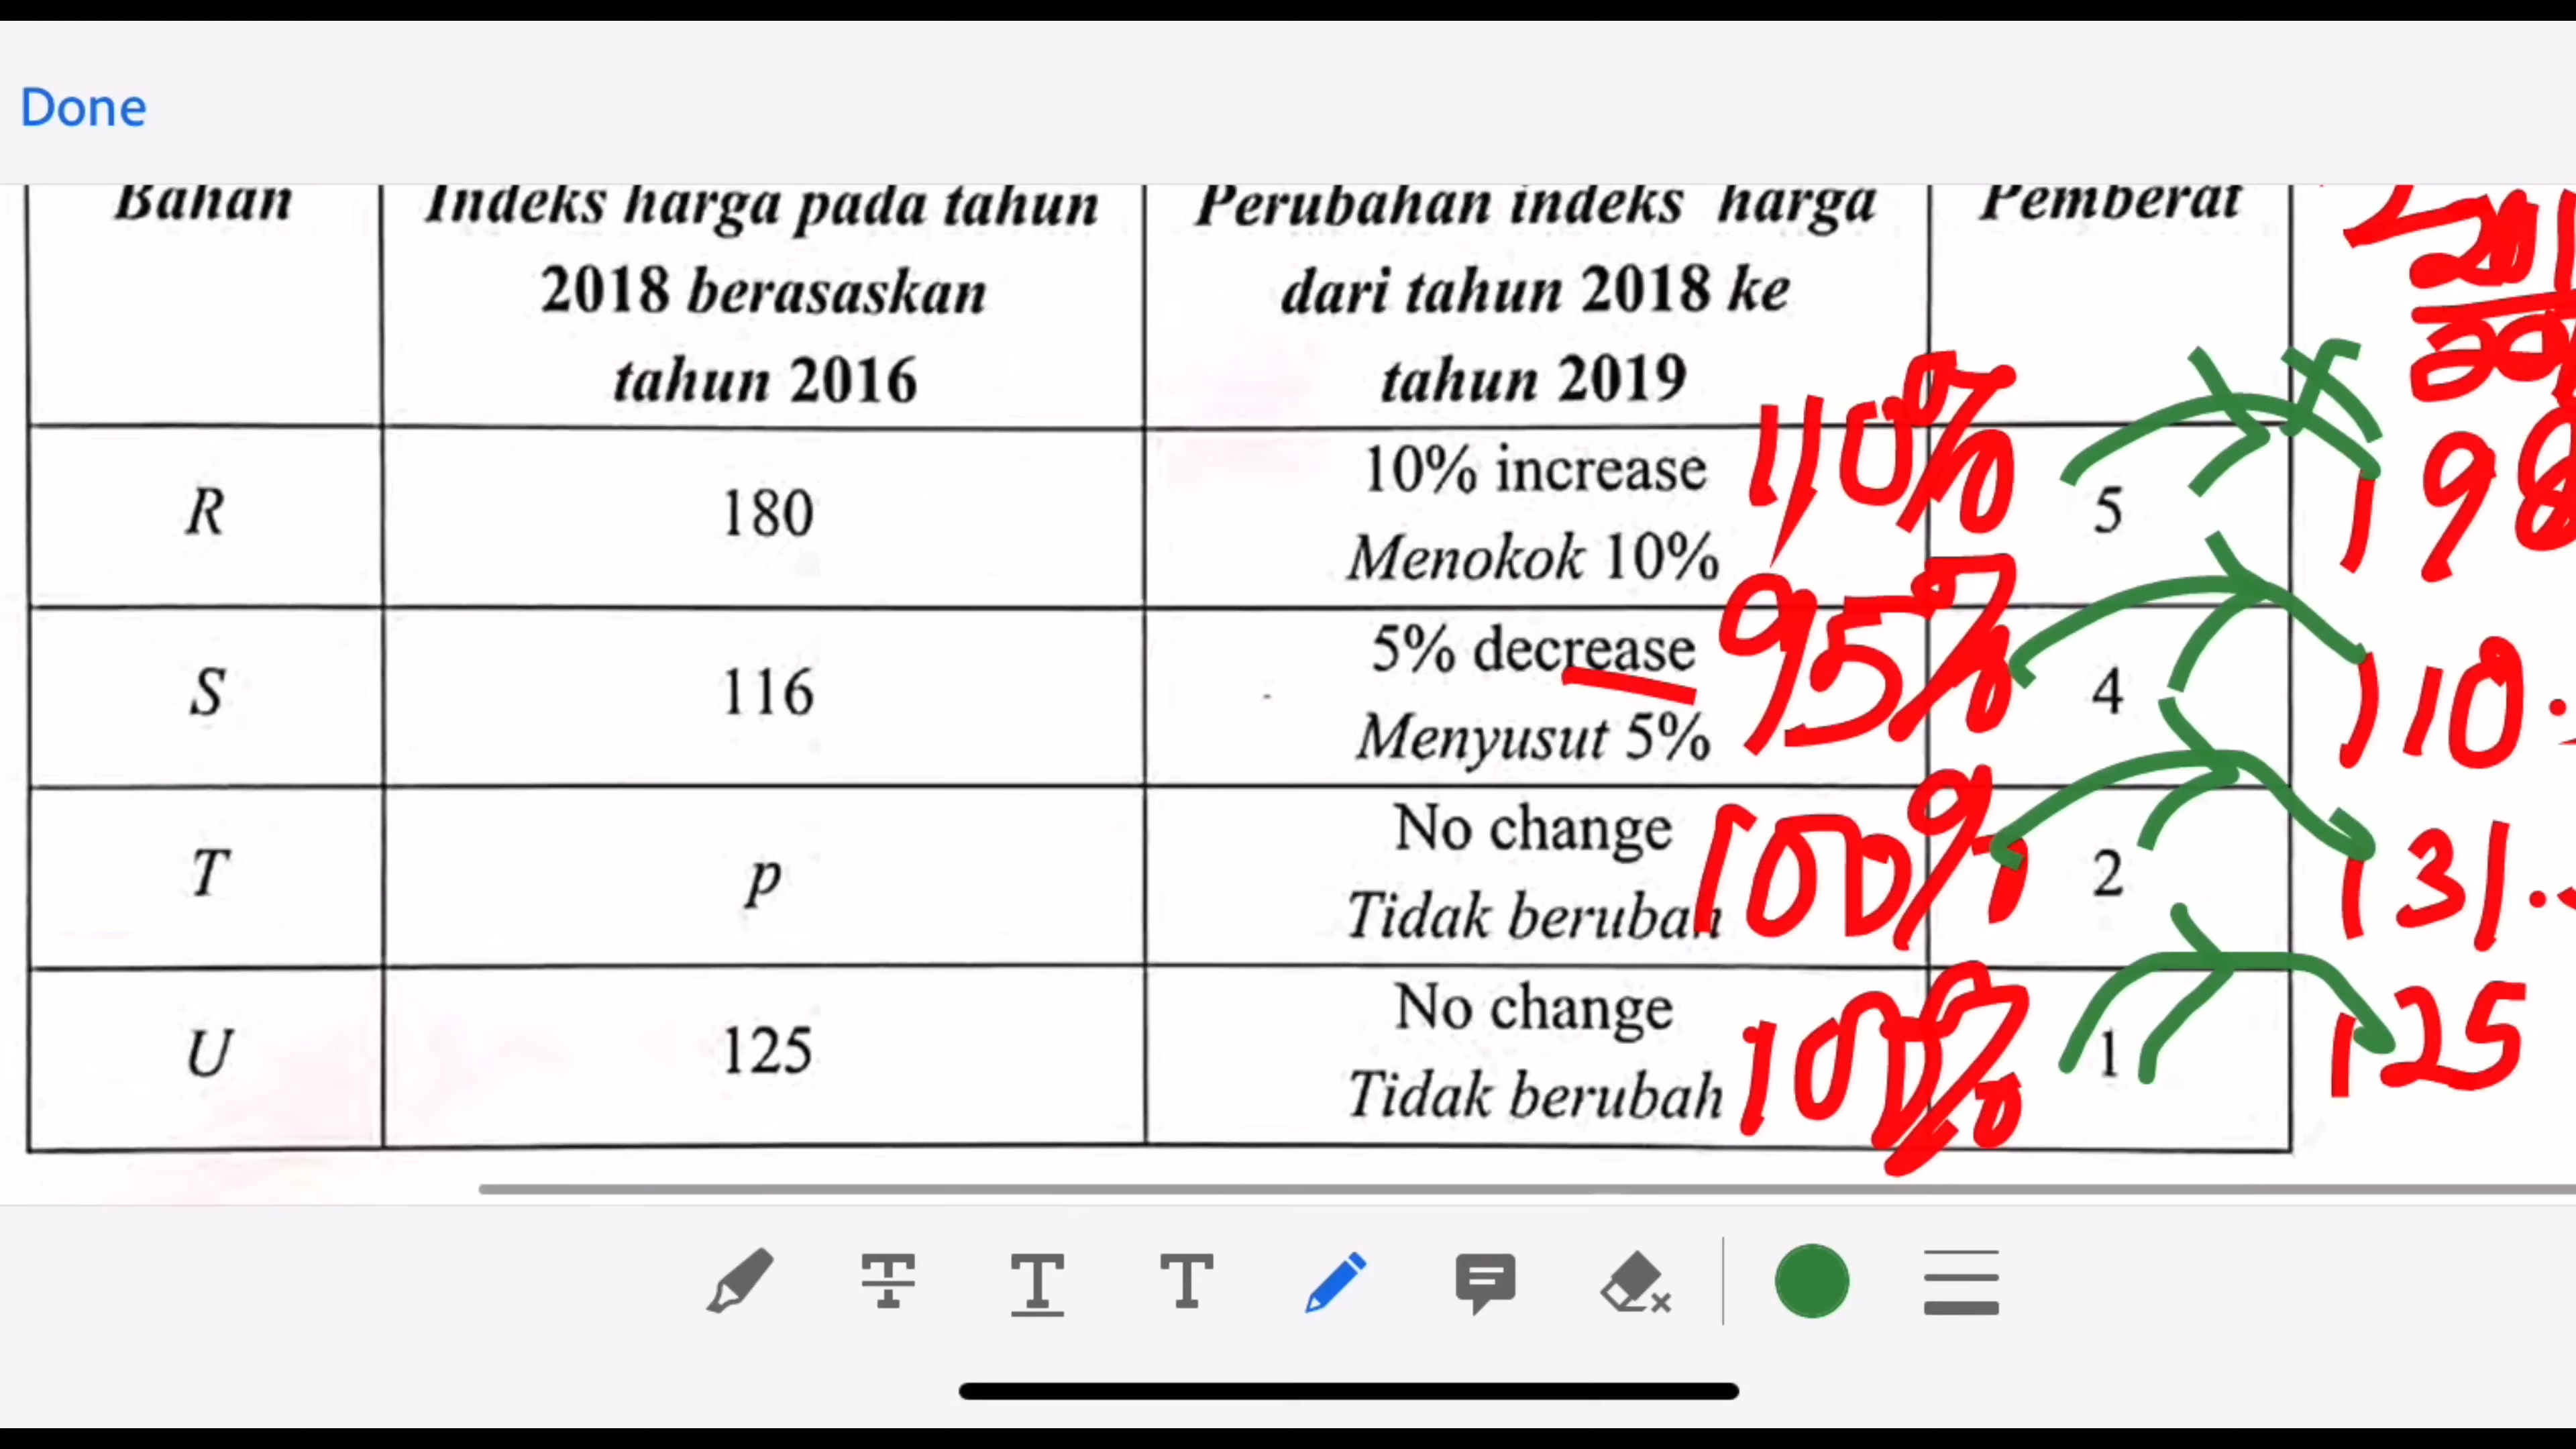 Done
Bahan Indeks harga pada tahun 2018 berasaskan tahun 2016 Perubahan indeks harga dari tahun 2018 ke tahun 2019 Pemberat
R 180 10% increase 110% 5 198
Menokok 10%
S 116 5% decrease 95% 4 110.
Menyusut 5%
T p No change 100% 2 131.
Tidak berubah
U 125 No change 100% 1 125
Tidak berubah